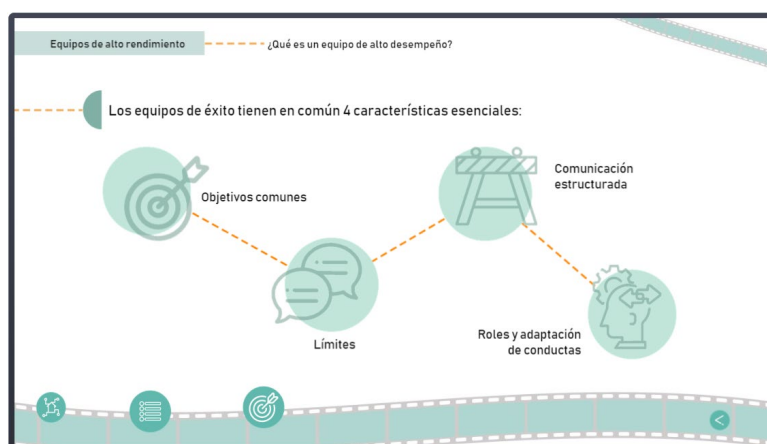 Equipos de alto rendimiento
¿Qué es un equipo de alto desempeño?
Los equipos de éxito tienen en común 4 características esenciales:
Objetivos comunes
Límites
Comunicación
estructurada
Roles y adaptación
de conductas